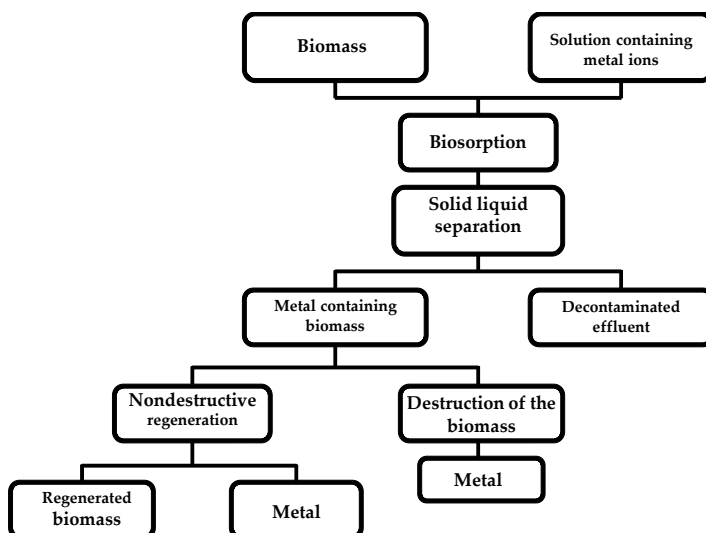 Biomass
Solution containing
metal ions
Biosorption
Solid liquid
separation
Metal containing
biomass
Decontaminated
effluent
Nondestructive
regeneration
Destruction of the
biomass
Regenerated
biomass
Metal
Metal